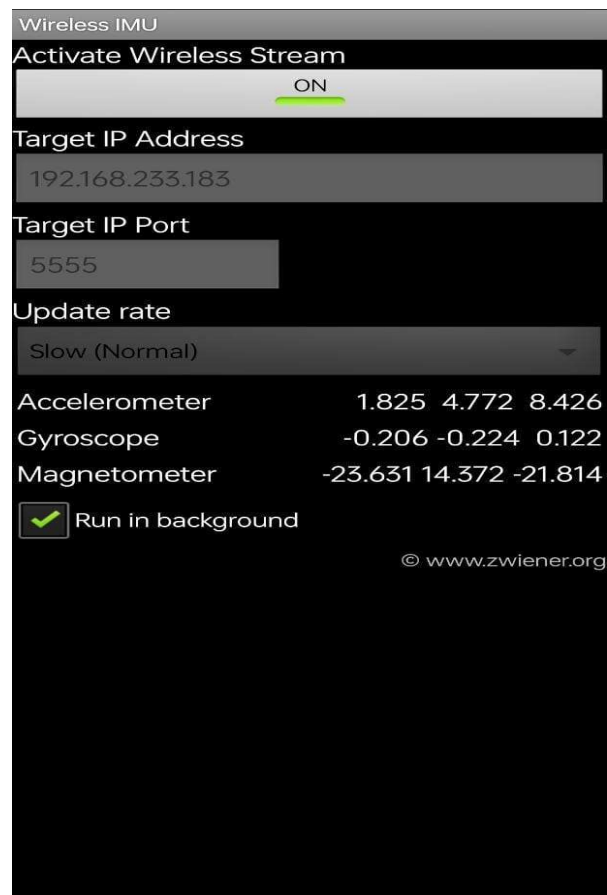 Wireless IMU
Activate Wireless Stream
ON
Target IP Address
192.168.233.183
Target IP Port
5555
Update rate
Slow (Normal)
Accelerometer 1.825 4.772 8.426
Gyroscope -0.206 -0.224 0.122
Magnetometer -23.631 14.372 -21.814
Run in background
© www.zwiener.org